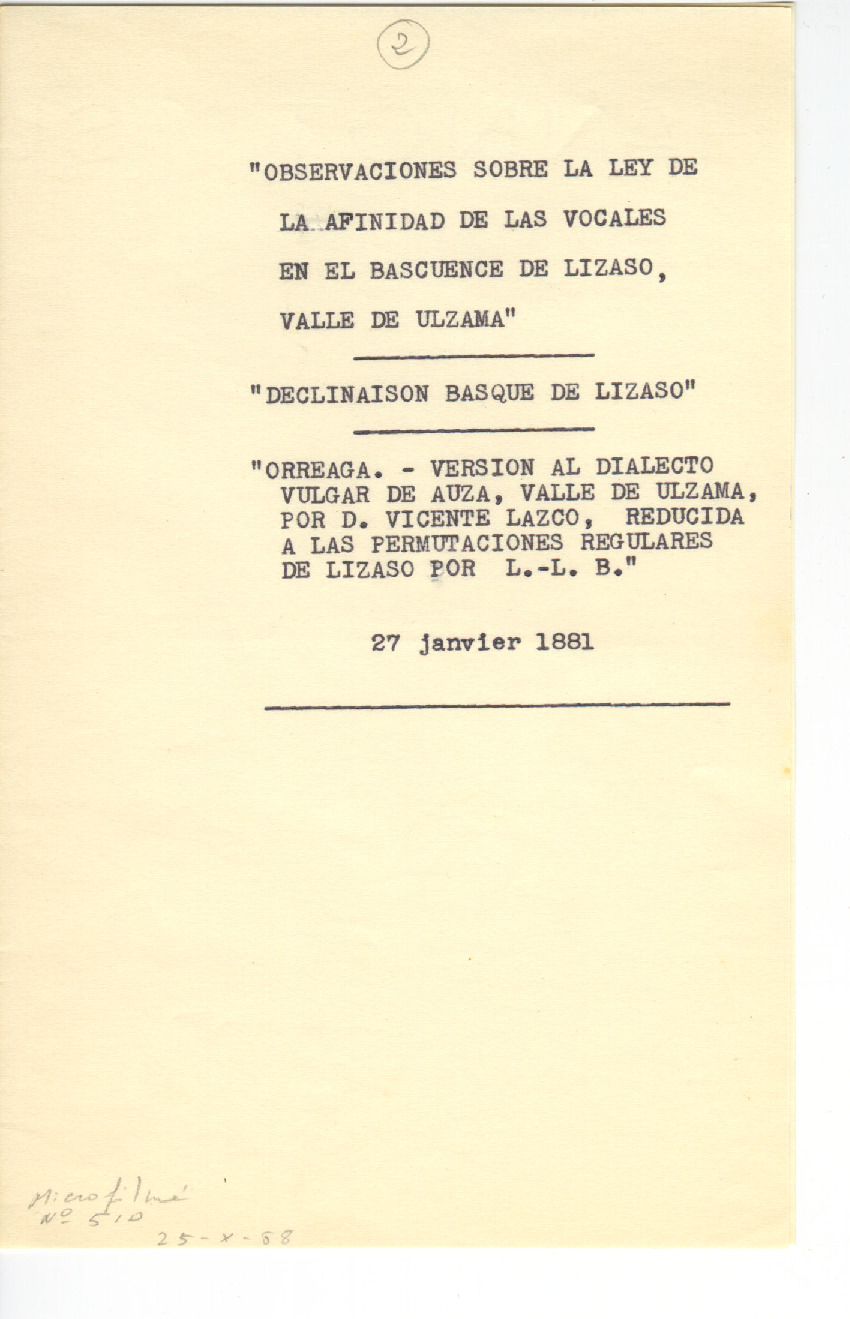 2
"OBSERVACIONES SOBRE LA LEY DE
LA AFINIDAD DE LAS VOCALES
EN EL BASCUENCE DE LIZASO,
VALLE DE ULZAMA"
"DECLINAISON BASQUE DE LIZASO"
"ORREAGA. - VERSION AL DIALECTO
VULGAR DE AUZA, VALLE DE ULZAMA,
POR D. VICENTE LAZCO, REDUCIDA
A LAS PERMUTACIONES REGULARES
DE LIZASO POR L.-L. B."
27 janvier 1881
Microfilmé
Nº 510
25-X-68